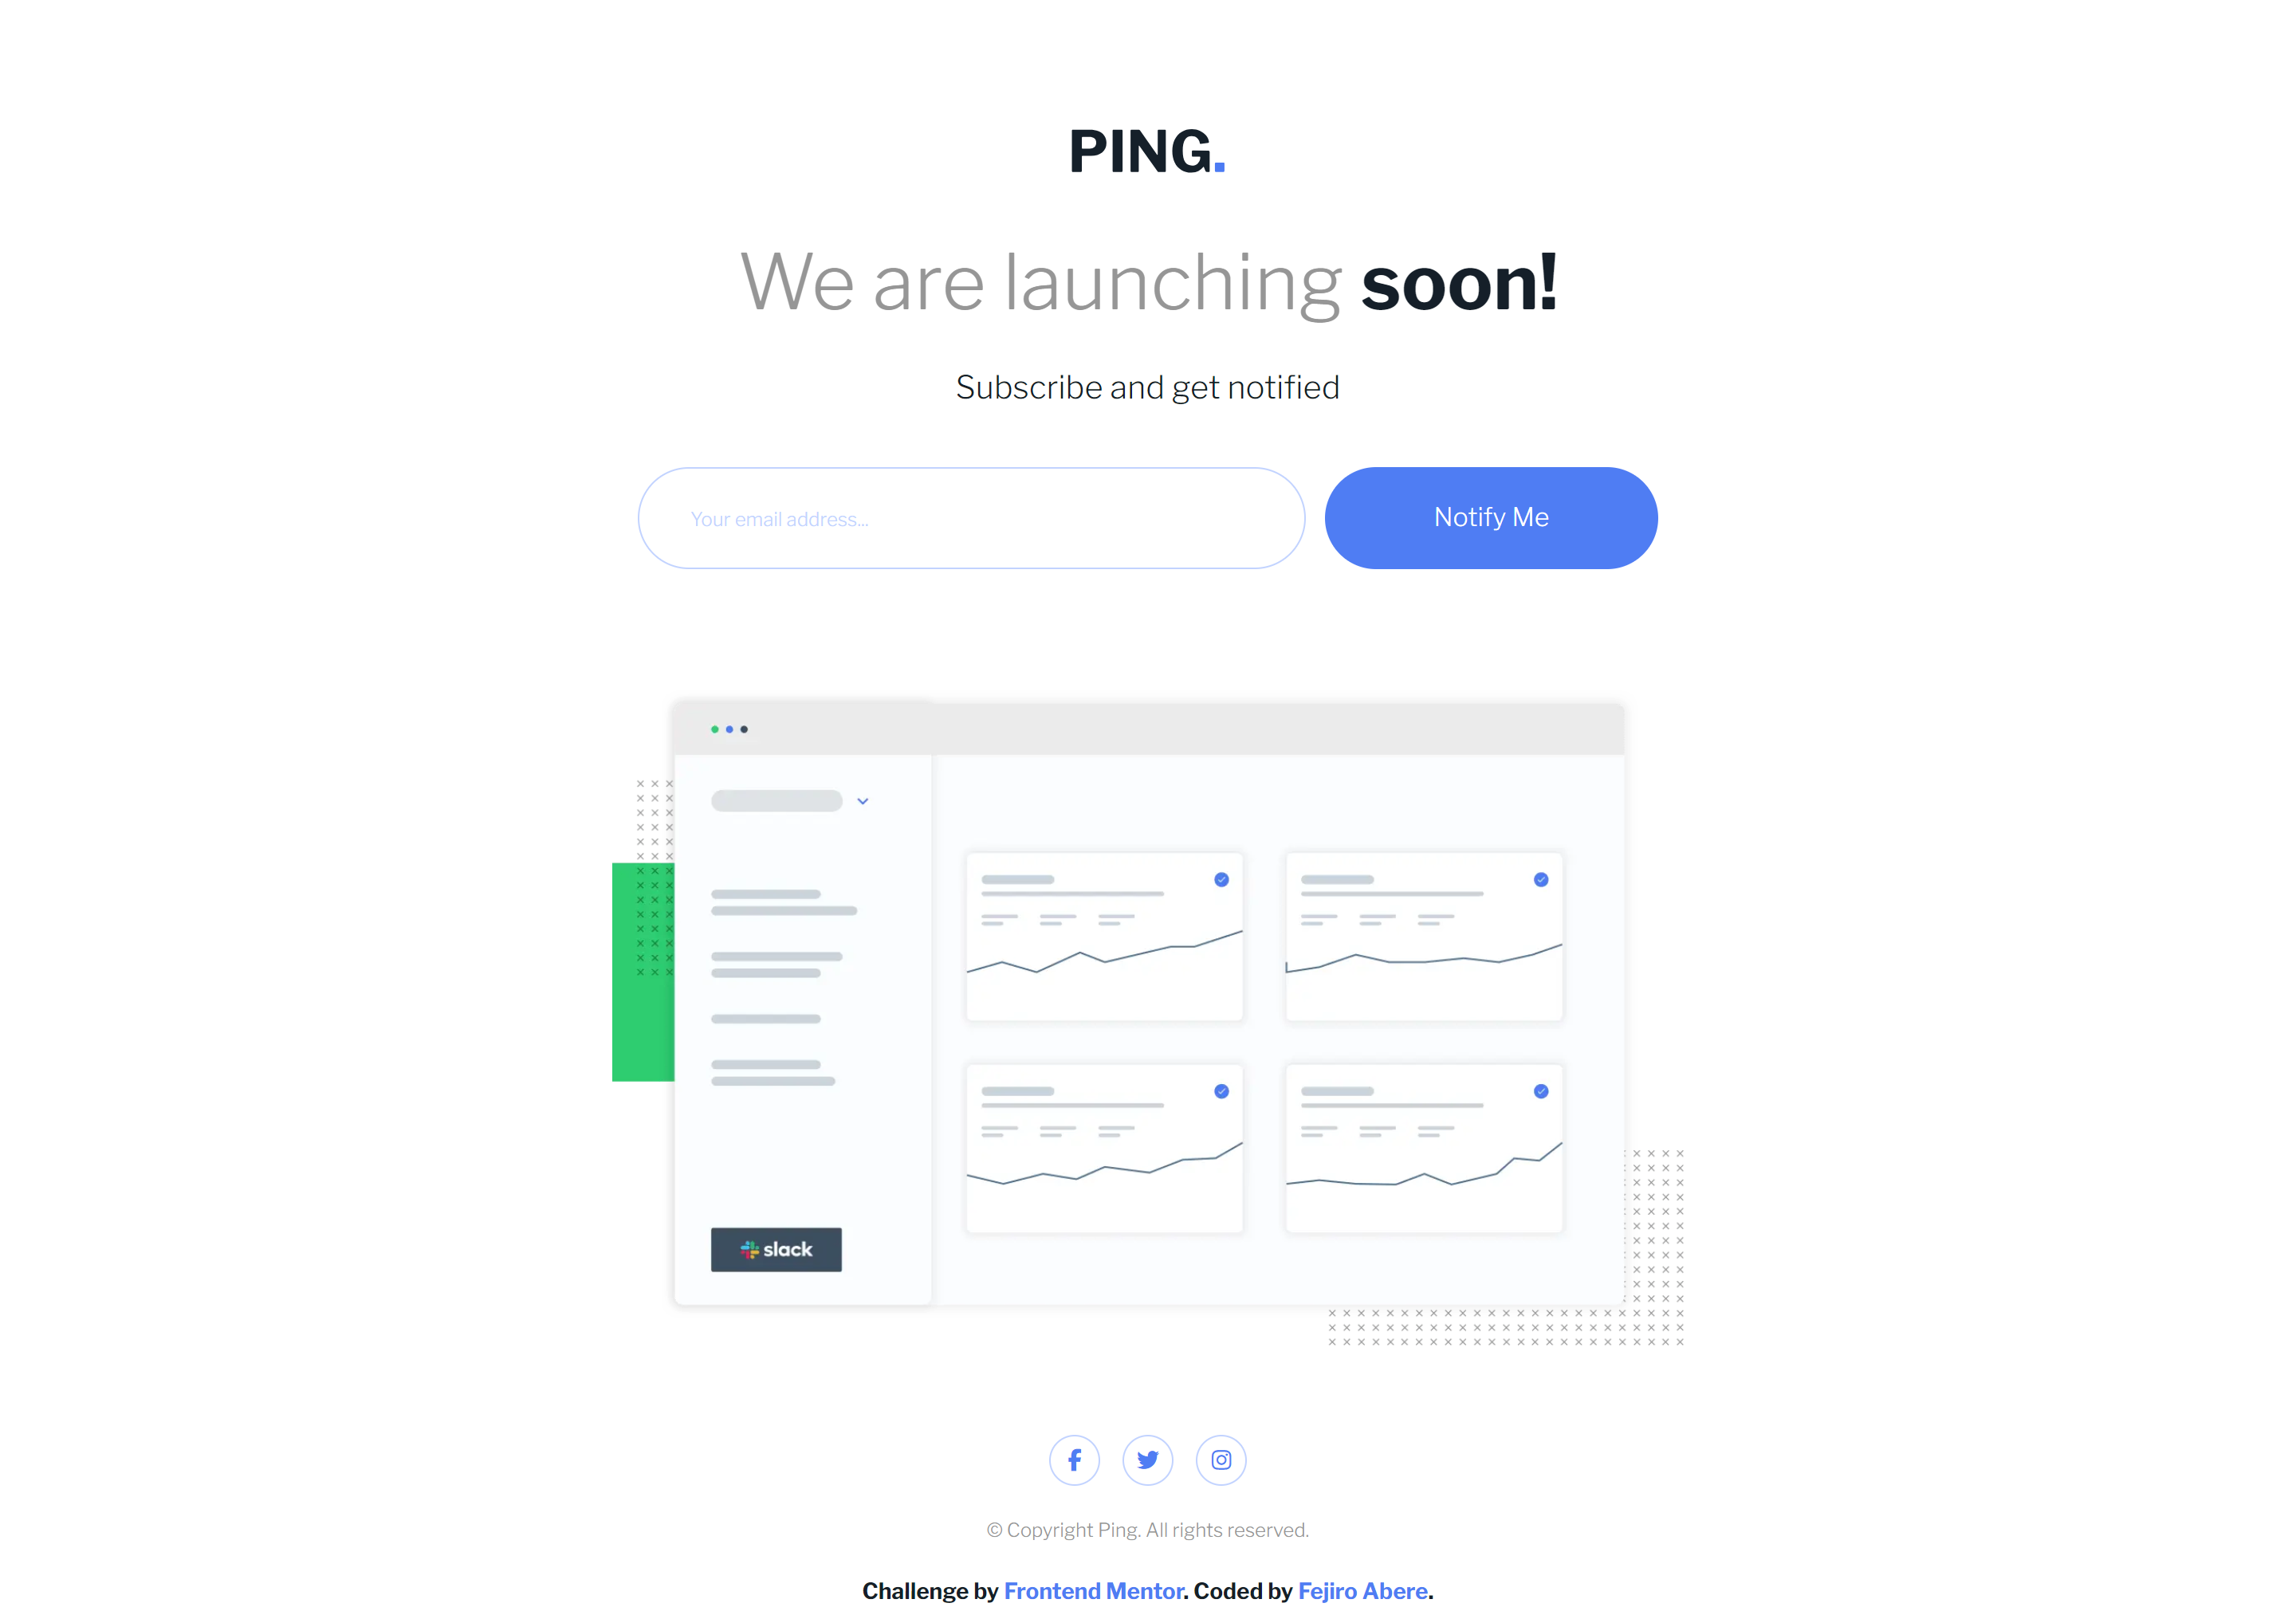 PING.
We are launching soon!
Subscribe and get notified
Your email address...
Notify Me
slack
© Copyright Ping. All rights reserved.
Challenge by Frontend Mentor. Coded by Fejiro Abere.